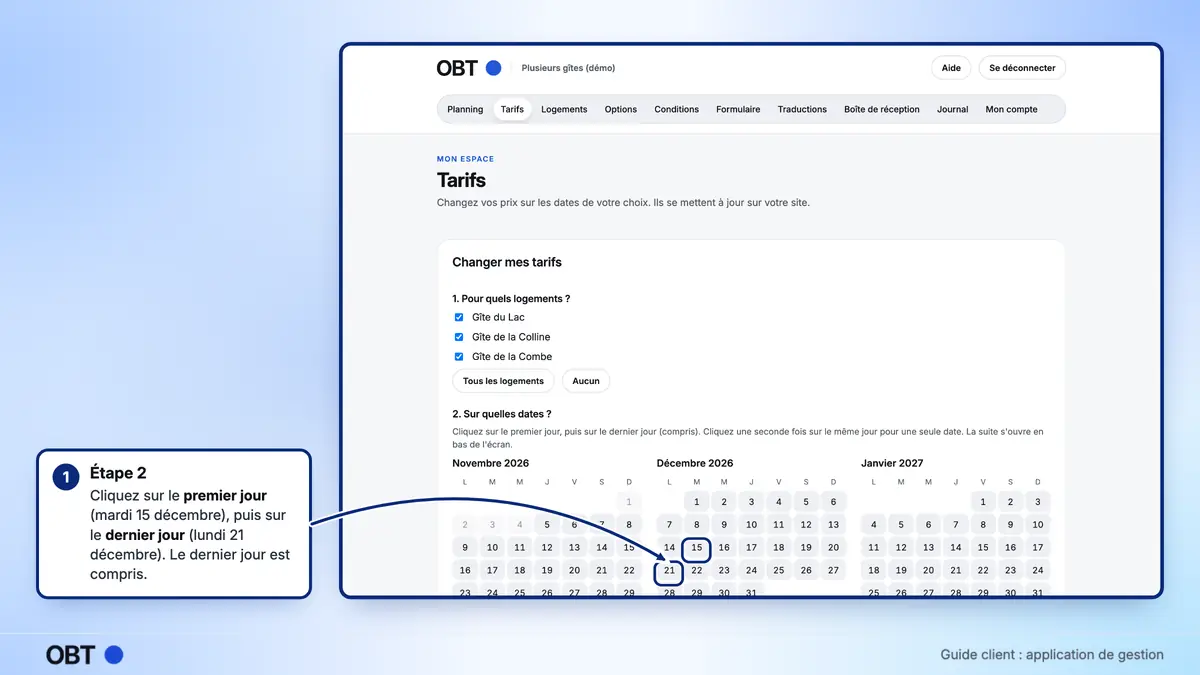 OBT
Plusieurs gîtes (démo)
Aide
Se déconnecter
Planning Tarifs Logements Options Conditions Formulaire Traductions Boîte de réception Journal Mon compte
MON ESPACE
Tarifs
Changez vos prix sur les dates de votre choix. Ils se mettent à jour sur votre site.
Changer mes tarifs
1. Pour quels logements ?
Gîte du Lac
Gîte de la Colline
Gîte de la Combe
Tous les logements Aucun
2. Sur quelles dates ?
Cliquez sur le premier jour, puis sur le dernier jour (compris). Cliquez une seconde fois sur le même jour pour une seule date. La suite s'ouvre en
bas de l'écran.
Novembre 2026
L M M J V S D
1
2 3 4 5 6 7 8
9 10 11 12 13 14 15
16 17 18 19 20 21 22
23 24 25 26 27 28 29
Décembre 2026
L M M J V S D
1 2 3 4 5 6
7 8 9 10 11 12 13
14 15 16 17 18 19 20
21 22 23 24 25 26 27
28 29 30 31
Janvier 2027
L M M J V S D
1 2 3
4 5 6 7 8 9 10
11 12 13 14 15 16 17
18 19 20 21 22 23 24
25 26 27 28 29 30 31
1
Étape 2
Cliquez sur le premier jour
(mardi 15 décembre), puis sur
le dernier jour (lundi 21
décembre). Le dernier jour est
compris.
OBT
Guide client : application de gestion